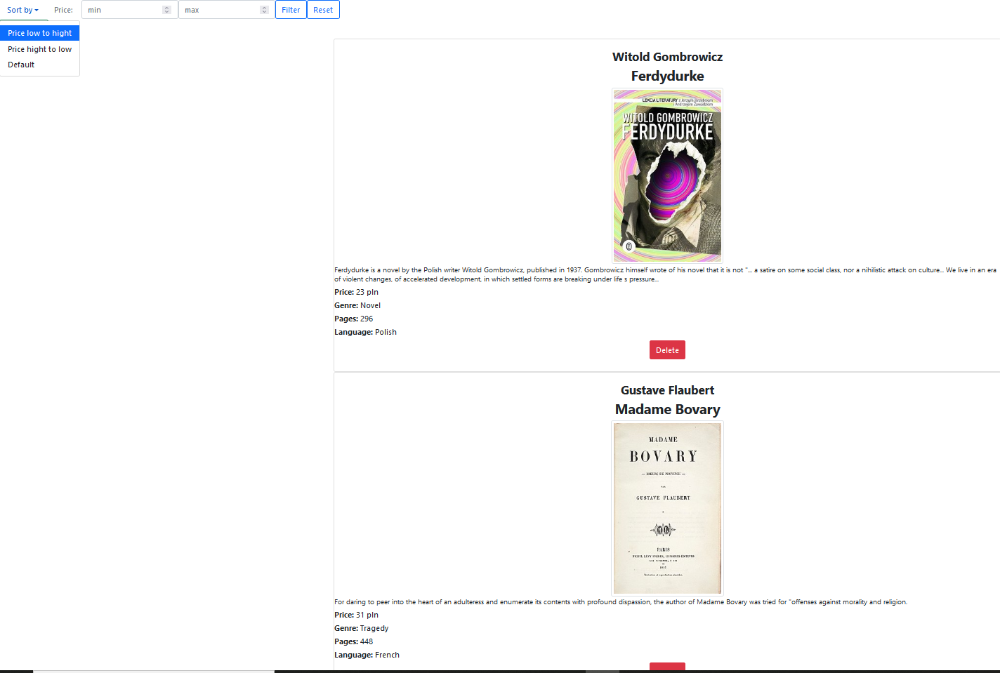 Sort by
Price:
min
max
Filter
Reset
Price low to hight
Price hight to low
Default
Witold Gombrowicz
Ferdydurke
LEKCJA LITERATURY z Jerzym Jarzębskim
i Andrzejem Zawadzkim
WITOLD GOMBROWICZ
FERDYDURKE
Ferdydurke is a novel by the Polish writer Witold Gombrowicz, published in 1937. Gombrowicz himself wrote of his novel that it is not "... a satire on some social class, nor a nihilistic attack on culture... We live in an era
of violent changes, of accelerated development, in which settled forms are breaking under life s pressure...
Price: 23 pln
Genre: Novel
Pages: 296
Language: Polish
Delete
Gustave Flaubert
Madame Bovary
MADAME
BOVARY
— MŒURS DE PROVINCE —
PAR
GUSTAVE FLAUBERT
PARIS
MICHEL LÉVY FRÈRES, LIBRAIRES-ÉDITEURS
1857
For daring to peer into the heart of an adulteress and enumerate its contents with profound dispassion, the author of Madame Bovary was tried for "offenses against morality and religion.
Price: 31 pln
Genre: Tragedy
Pages: 448
Language: French